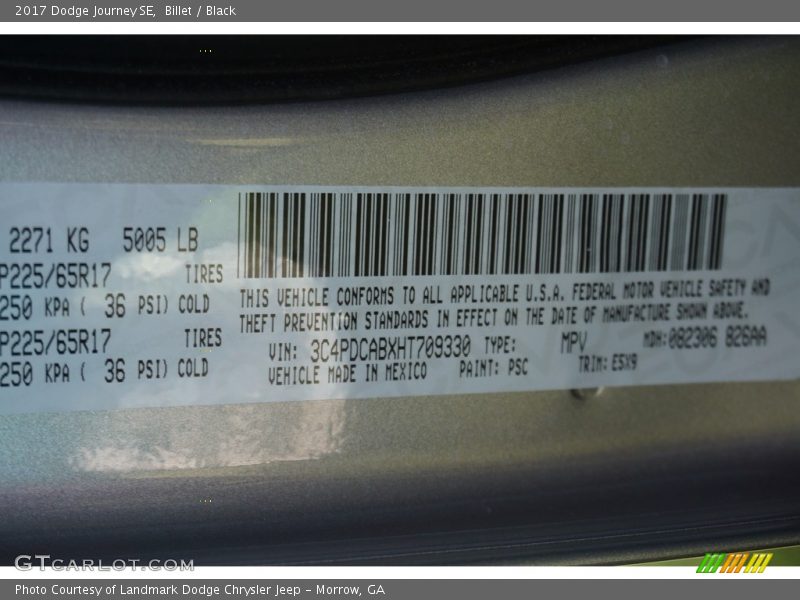 2017 Dodge Journey SE, Billet / Black
2271 KG 5005 LB
P225/65R17 TIRES
250 KPA ( 36 PSI) COLD
P225/65R17 TIRES
250 KPA ( 36 PSI) COLD
THIS VEHICLE CONFORMS TO ALL APPLICABLE U.S.A. FEDERAL MOTOR VEHICLE SAFETY AND
THEFT PREVENTION STANDARDS IN EFFECT ON THE DATE OF MANUFACTURE SHOWN ABOVE.
VIN: 3C4PDCABXHT709330 TYPE: MPV MDH:082306 826AA
VEHICLE MADE IN MEXICO PAINT: PSC TRIM: E5X9
GTCarLot.com
Photo Courtesy of Landmark Dodge Chrysler Jeep – Morrow, GA